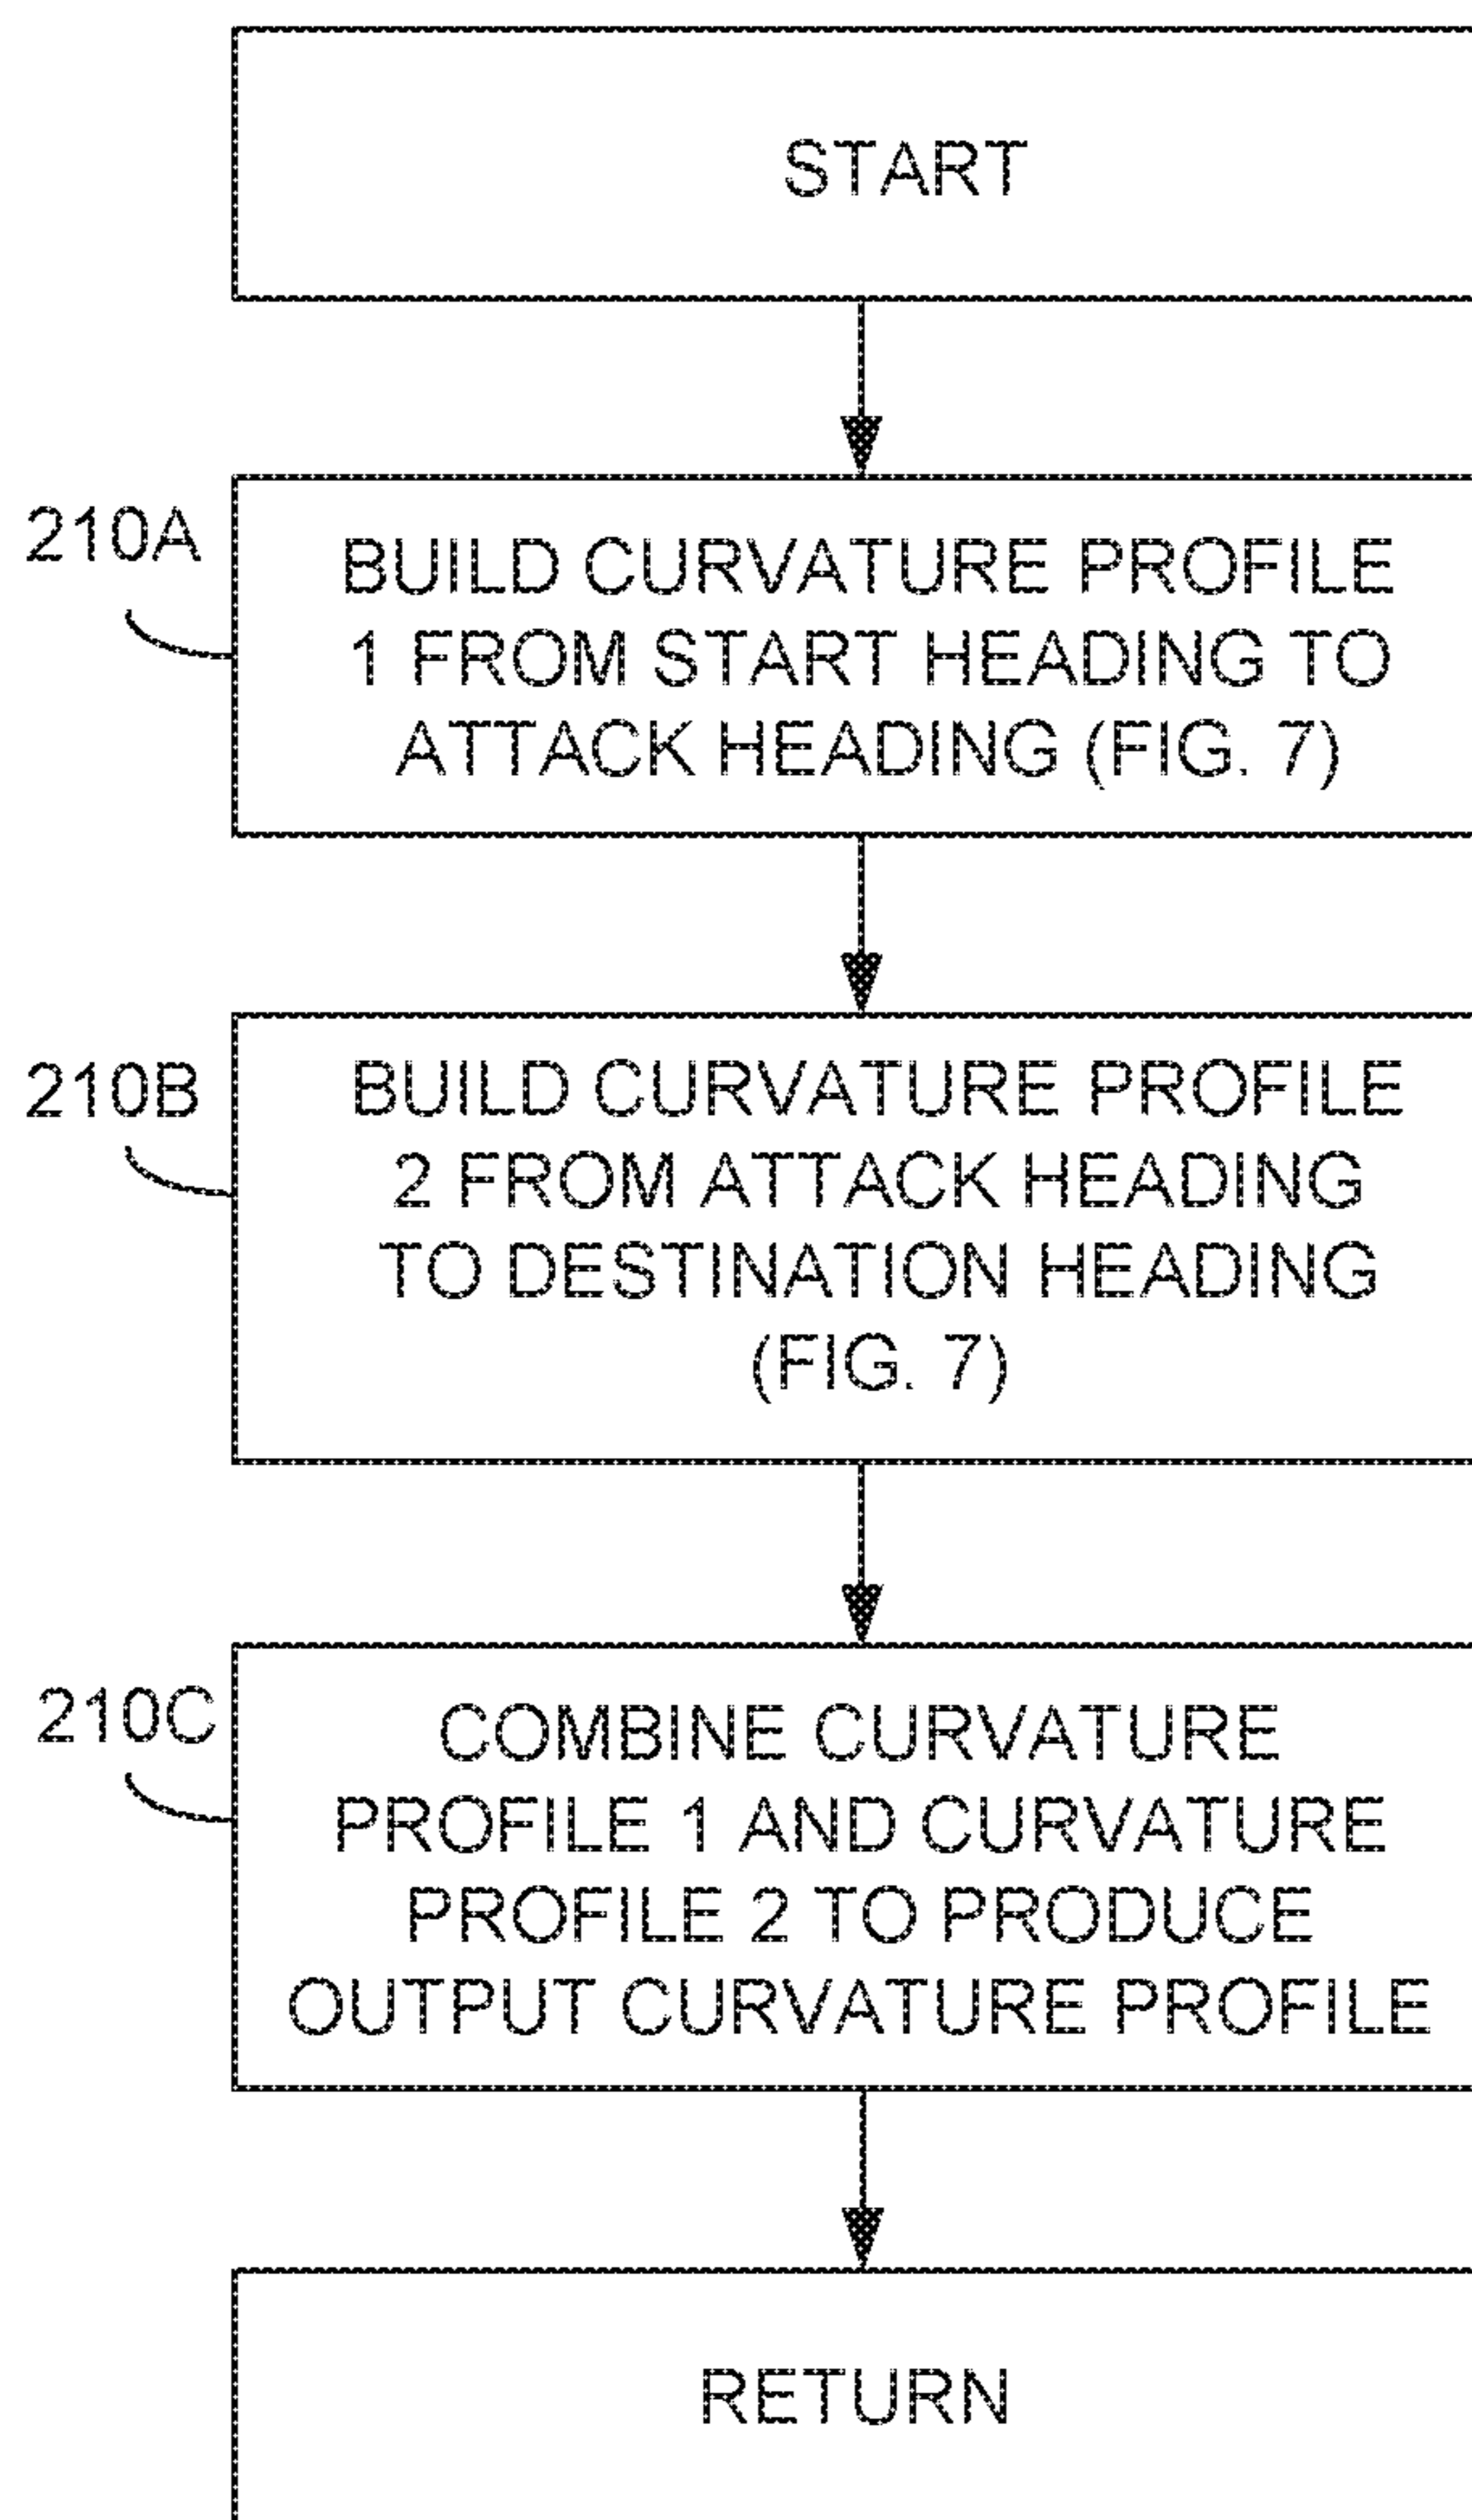 START
210A
BUILD CURVATURE PROFILE
1 FROM START HEADING TO
ATTACK HEADING (FIG. 7)
210B
BUILD CURVATURE PROFILE
2 FROM ATTACK HEADING
TO DESTINATION HEADING
(FIG. 7)
210C
COMBINE CURVATURE
PROFILE 1 AND CURVATURE
PROFILE 2 TO PRODUCE
OUTPUT CURVATURE PROFILE
RETURN